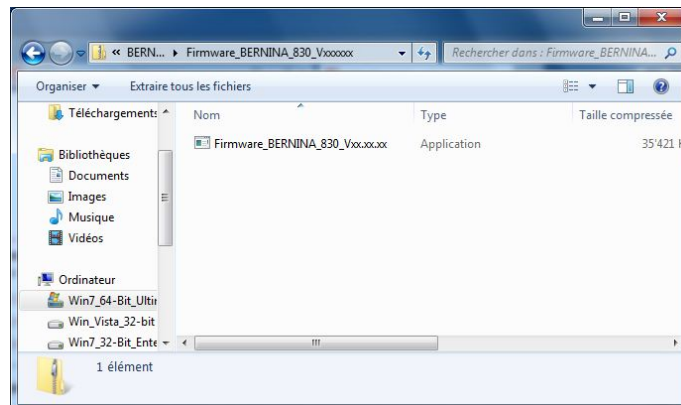 « BERN... ▸ Firmware_BERNINA_830_Vxxxxxx
Rechercher dans : Firmware_BERNINA...
Organiser ▼ Extraire tous les fichiers
Téléchargements
Nom Type Taille compressée
Firmware_BERNINA_830_Vxx.xx.xx Application 35'421
Bibliothèques
Documents
Images
Musique
Vidéos
Ordinateur
Win7_64-Bit_Ultin
Win_Vista_32-bit
Win7_32-Bit_Ente
1 élément